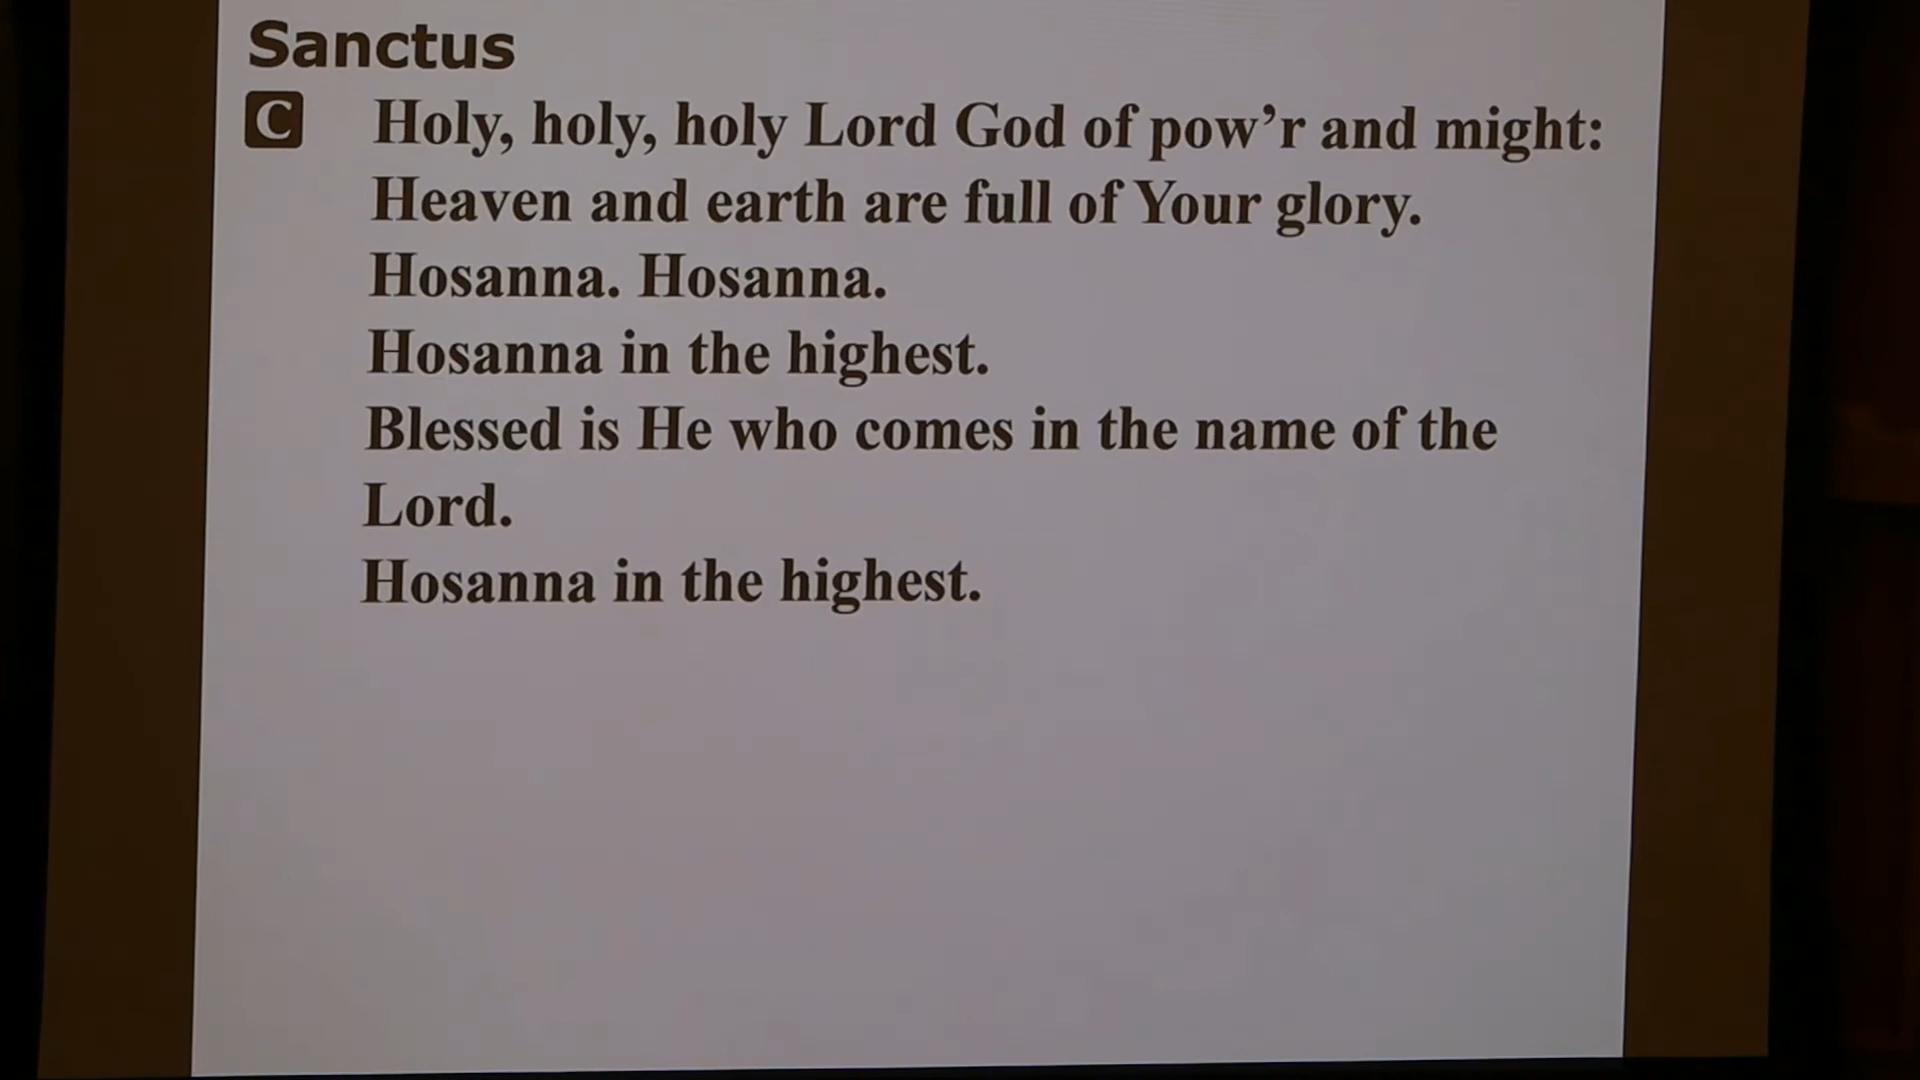 Sanctus
C Holy, holy, holy Lord God of pow’r and might:
Heaven and earth are full of Your glory.
Hosanna. Hosanna.
Hosanna in the highest.
Blessed is He who comes in the name of the
Lord.
Hosanna in the highest.